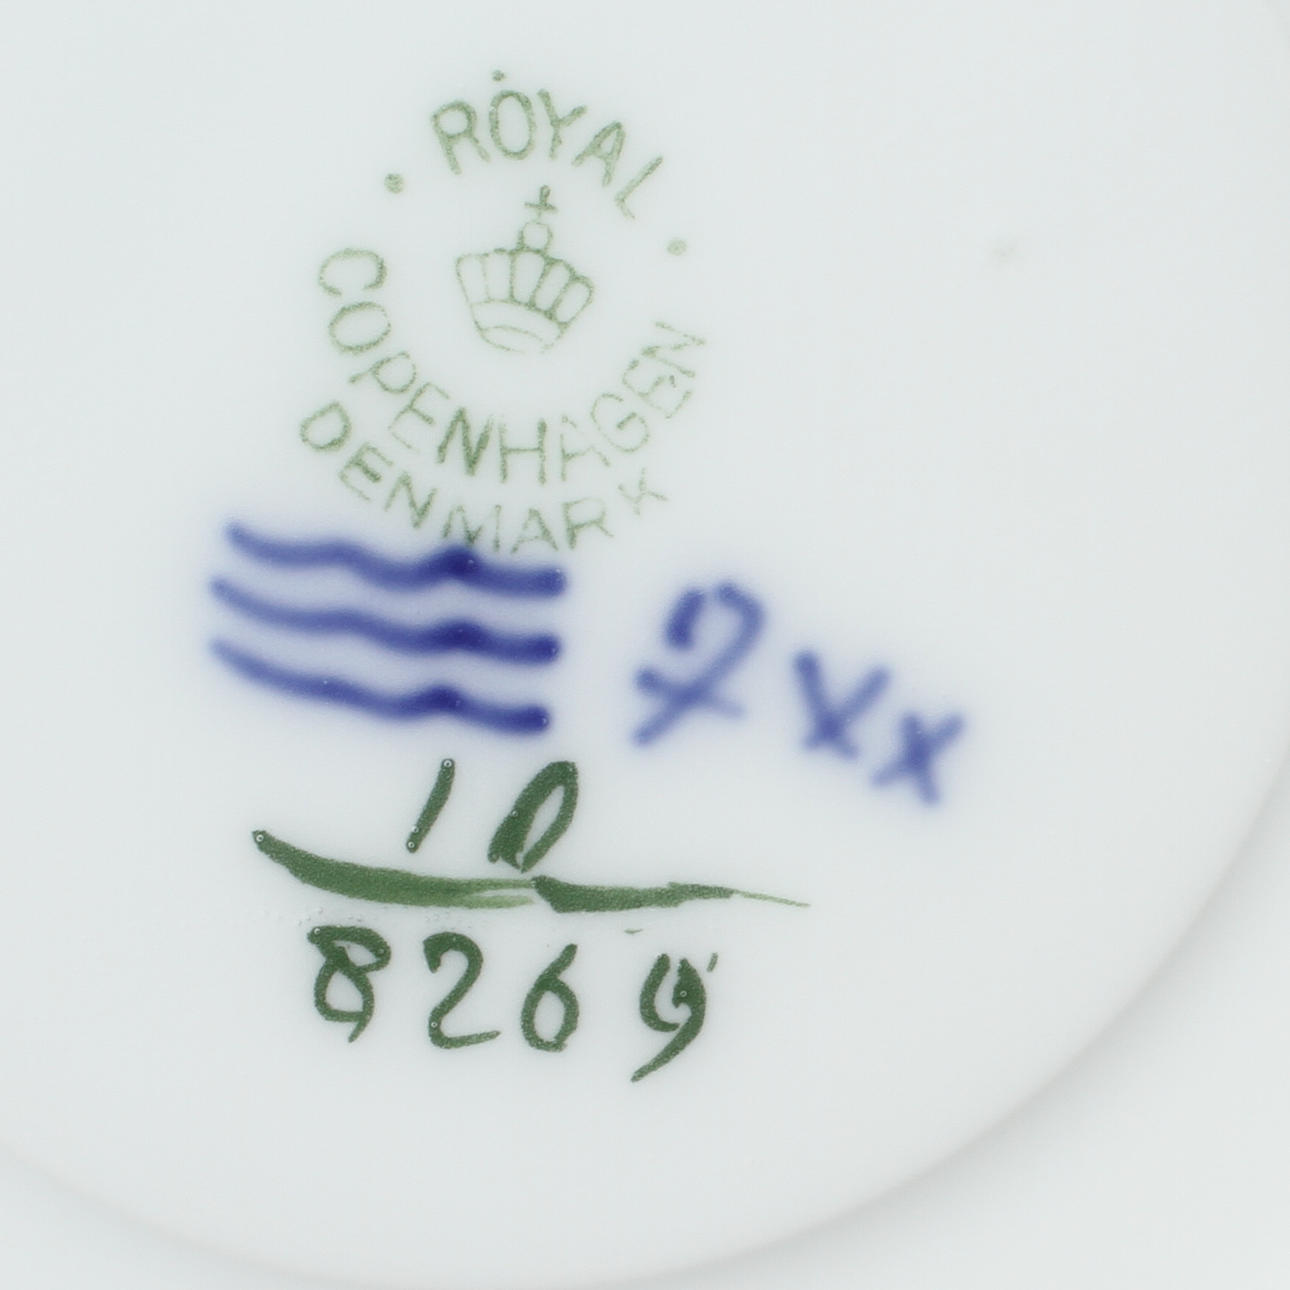 ROYAL
COPENHAGEN
DENMARK
10
8269